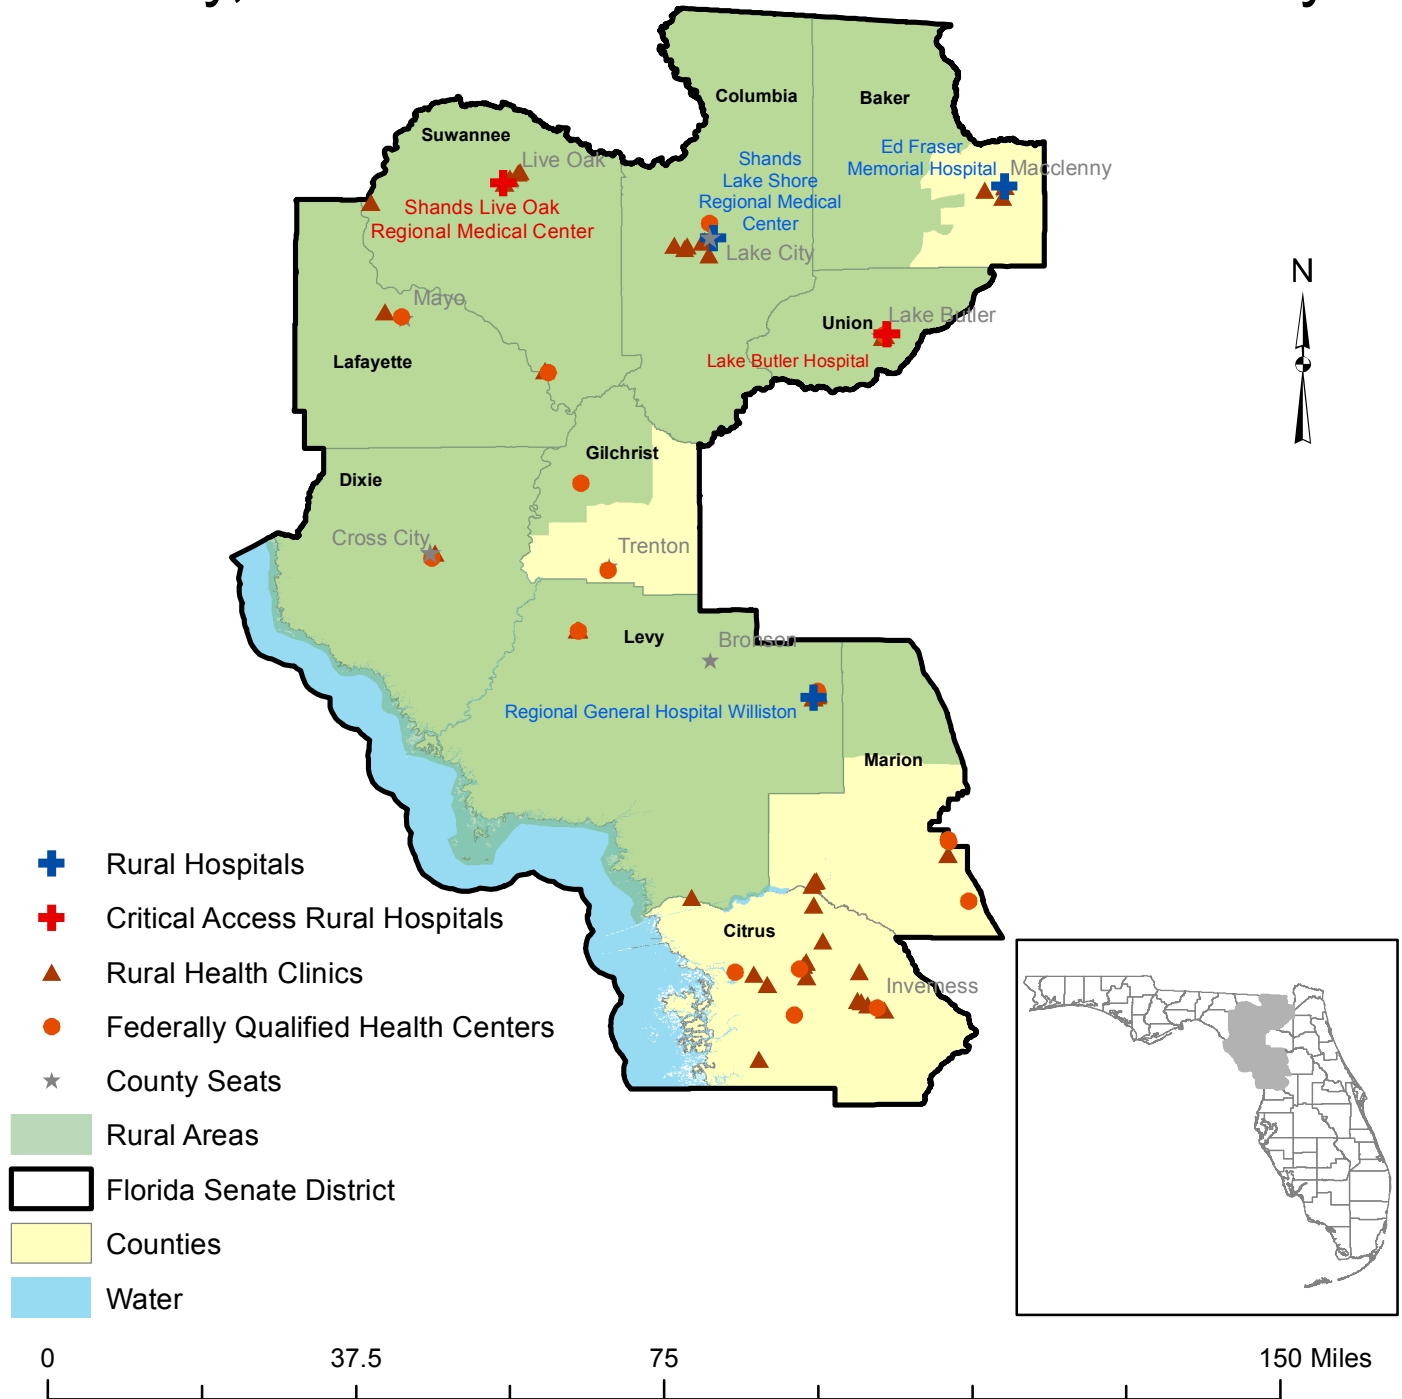 Columbia
Baker
Suwannee
Ed Fraser
Memorial Hospital
Macclenny
Live Oak
Shands
Lake Shore
Regional Medical
Center
Shands Live Oak
Regional Medical Center
Lake City
N
Mayo
Union
Lake Butler
Lafayette
Lake Butler Hospital
Gilchrist
Dixie
Cross City
Trenton
Levy
Bronson
Regional General Hospital Williston
Marion
Citrus
Inverness
Rural Hospitals
Critical Access Rural Hospitals
Rural Health Clinics
Federally Qualified Health Centers
County Seats
Rural Areas
Florida Senate District
Counties
Water
0
37.5
75
150 Miles